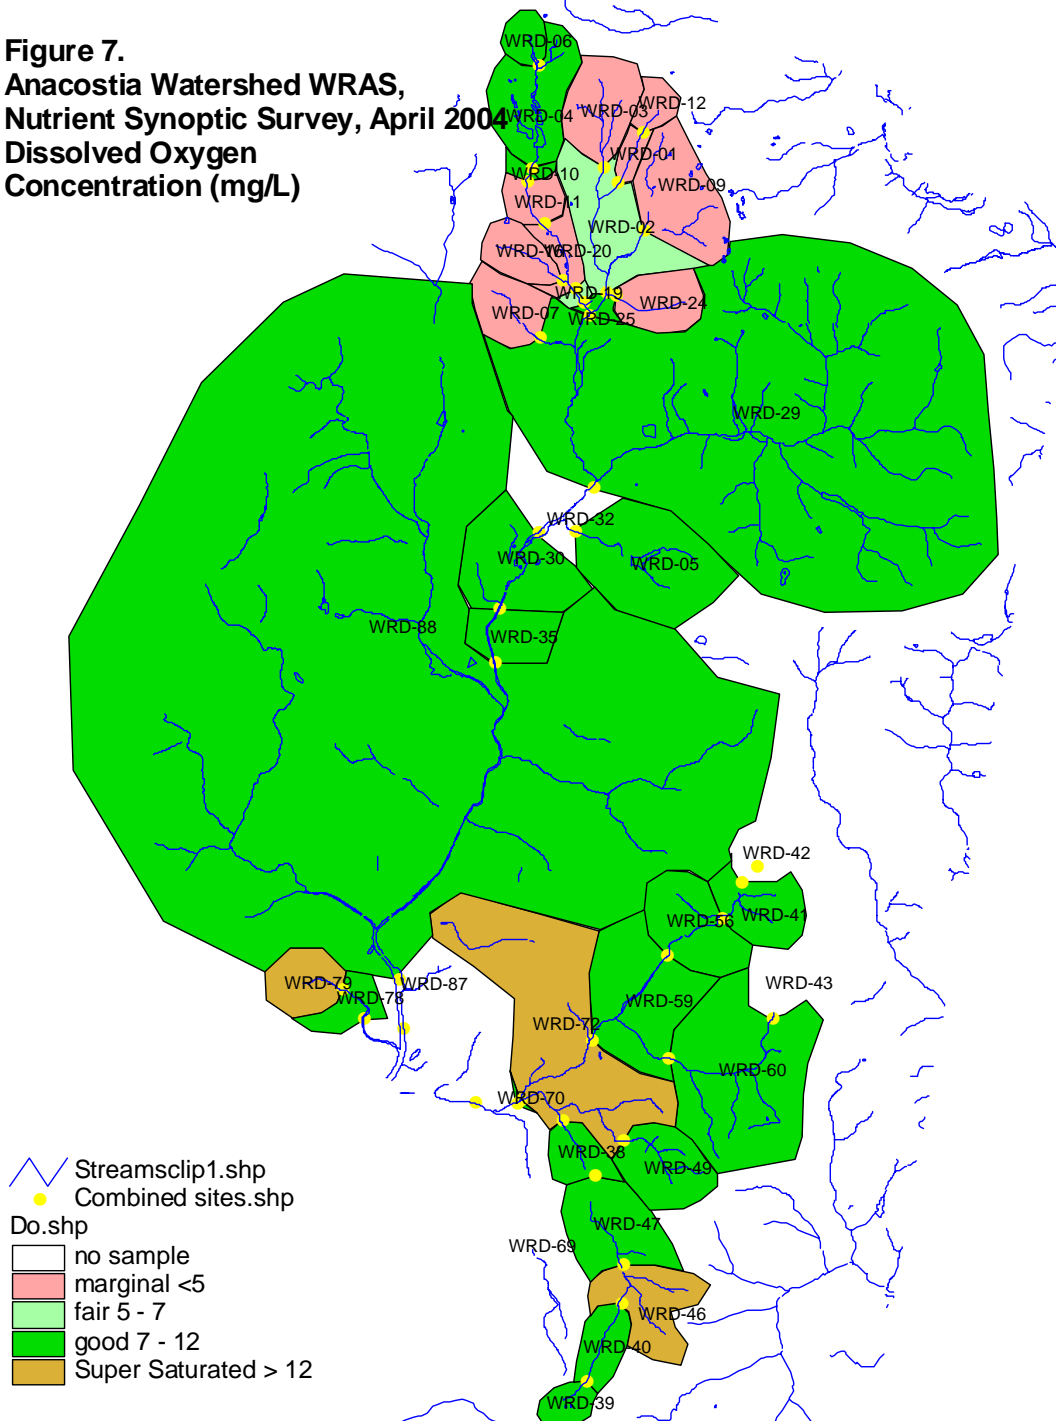 Figure 7.
Anacostia Watershed WRAS,
Nutrient Synoptic Survey, April 2004
Dissolved Oxygen
Concentration (mg/L)
WRD-06
WRD-04
WRD-03
WRD-12
WRD-01
WRD-10
WRD-09
WRD-11
WRD-02
WRD-16
WRD-20
WRD-19
WRD-24
WRD-07
WRD-25
WRD-29
WRD-32
WRD-30
WRD-05
WRD-88
WRD-35
WRD-42
WRD-56
WRD-41
WRD-79
WRD-87
WRD-43
WRD-78
WRD-59
WRD-72
WRD-60
WRD-70
WRD-38
WRD-49
WRD-47
WRD-69
WRD-46
WRD-40
WRD-39
Streamsclip1.shp
Combined sites.shp
Do.shp
no sample
marginal <5
fair 5 - 7
good 7 - 12
Super Saturated > 12